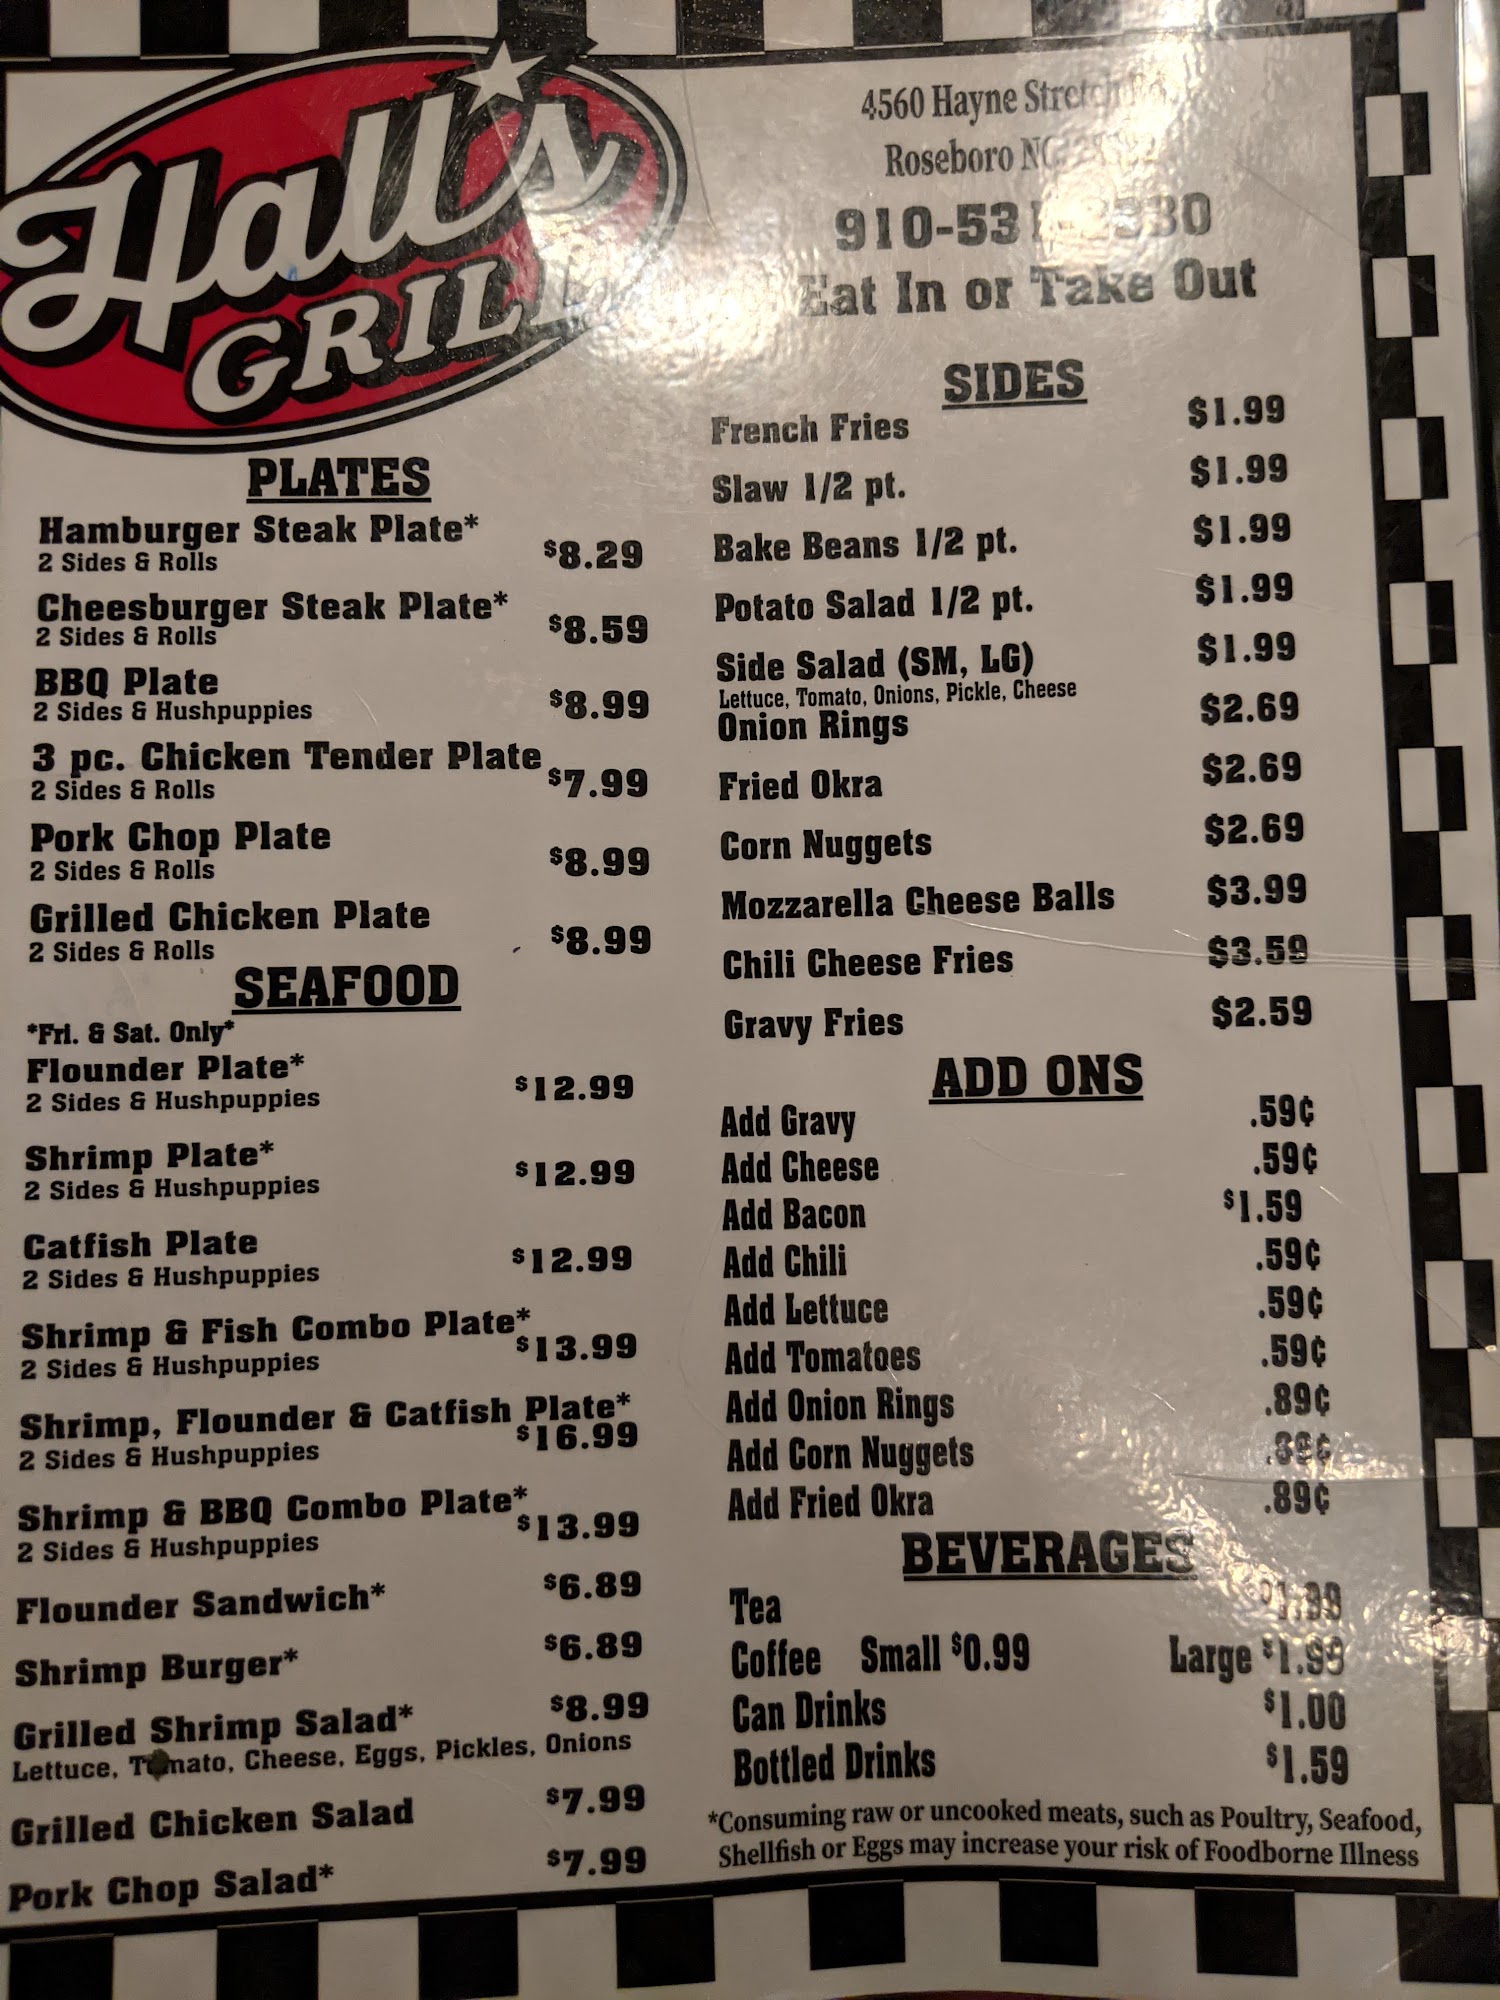 Hall's
GRILL
4560 Hayne Stretch
Roseboro NC
Eat In or Take Out
PLATES
Hamburger Steak Plate*
2 Sides & Rolls
$8.29
Cheesburger Steak Plate*
2 Sides & Rolls
$8.59
BBQ Plate
2 Sides & Hushpuppies
$8.99
3 pc. Chicken Tender Plate
2 Sides & Rolls
$7.99
Pork Chop Plate
2 Sides & Rolls
$8.99
Grilled Chicken Plate
2 Sides & Rolls
$8.99
SEAFOOD
*Fri. & Sat. Only*
Flounder Plate*
2 Sides & Hushpuppies
$12.99
Shrimp Plate*
2 Sides & Hushpuppies
$12.99
Catfish Plate
2 Sides & Hushpuppies
$12.99
Shrimp & Fish Combo Plate*
2 Sides & Hushpuppies
$13.99
Shrimp, Flounder & Catfish Plate*
2 Sides & Hushpuppies
$16.99
Shrimp & BBQ Combo Plate*
2 Sides & Hushpuppies
$13.99
Flounder Sandwich* $6.89
Shrimp Burger* $6.89
Grilled Shrimp Salad* $8.99
Lettuce, Tomato, Cheese, Eggs, Pickles, Onions
Grilled Chicken Salad $7.99
Pork Chop Salad* $7.99
SIDES
French Fries $1.99
Slaw 1/2 pt. $1.99
Bake Beans 1/2 pt. $1.99
Potato Salad 1/2 pt. $1.99
Side Salad (SM, LG) $1.99
Lettuce, Tomato, Onions, Pickle, Cheese
Onion Rings $2.69
Fried Okra $2.69
Corn Nuggets $2.69
Mozzarella Cheese Balls $3.99
Chili Cheese Fries $3.59
Gravy Fries $2.59
ADD ONS
Add Gravy .59¢
Add Cheese .59¢
Add Bacon $1.59
Add Chili .59¢
Add Lettuce .59¢
Add Tomatoes .59¢
Add Onion Rings .89¢
Add Corn Nuggets .89¢
Add Fried Okra .89¢
BEVERAGES
Tea $1.99
Coffee Small $0.99 Large $1.99
Can Drinks $1.00
Bottled Drinks $1.59
*Consuming raw or uncooked meats, such as Poultry, Seafood,
Shellfish or Eggs may increase your risk of Foodborne Illness